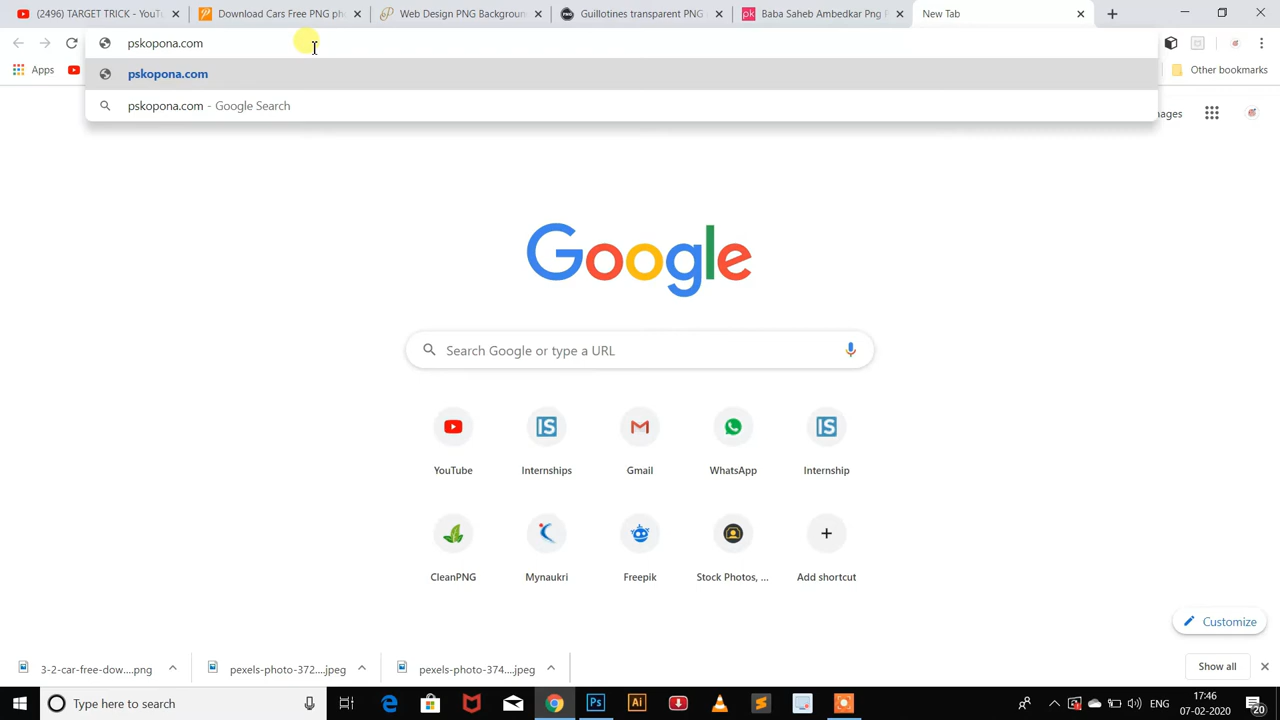 (2496) TARGET TRICK - YouTu
Download Cars Free PNG ph
Web Design PNG Background
Guillotines transparent PNG
Baba Saheb Ambedkar Png P
New Tab
pskopona.com
Apps
Other bookmarks
pskopona.com
pskopona.com - Google Search
ages
Google
Search Google or type a URL
YouTube
Internships
Gmail
WhatsApp
Internship
CleanPNG
Mynaukri
Freepik
Stock Photos, ...
Add shortcut
Customize
3-2-car-free-dow....png
pexels-photo-372....jpeg
pexels-photo-374....jpeg
Show all
Type here to search
ENG
17:46
07-02-2020
20